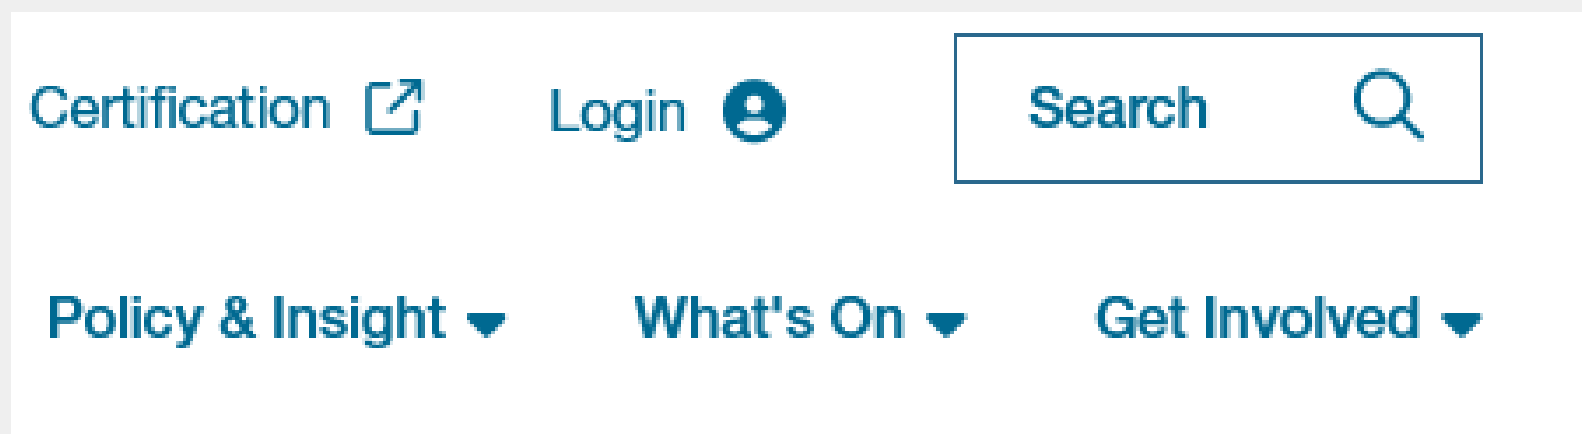 Certification Login Search
Policy & Insight What's On Get Involved